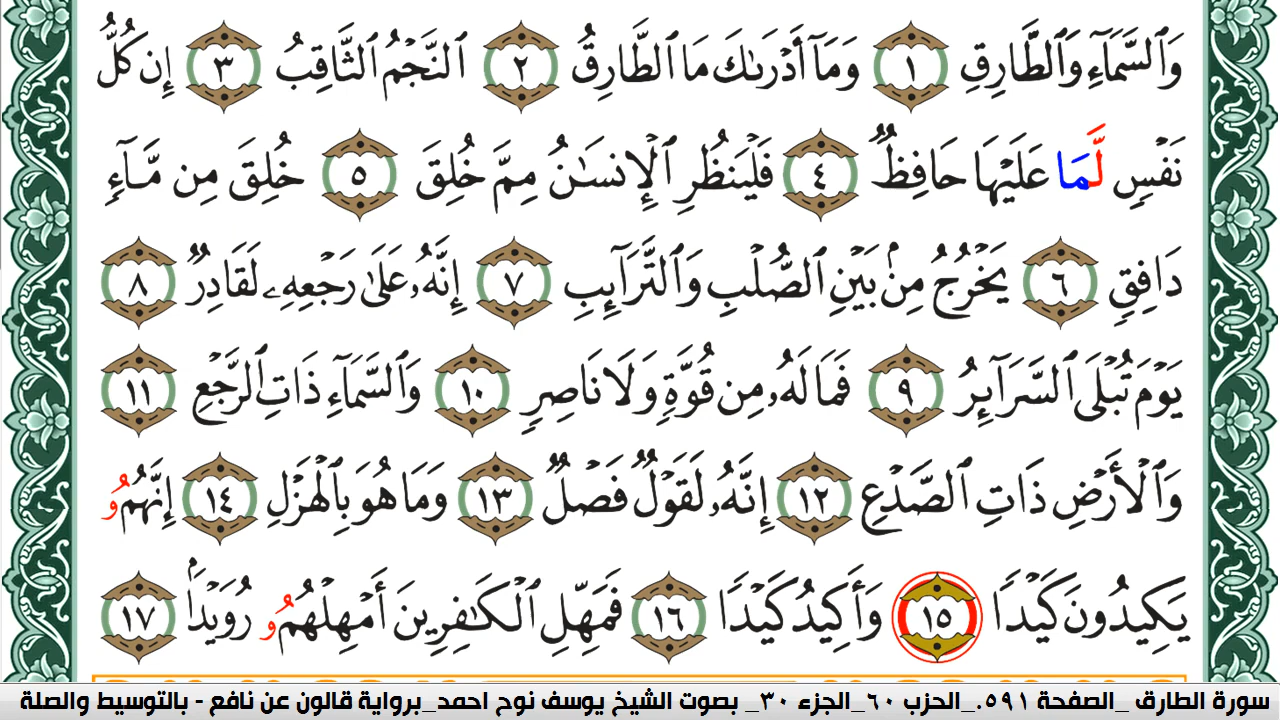 وَٱلسَّمَآءِ وَٱلطَّارِقِ ١ وَمَآ أَدْرَىٰكَ مَا ٱلطَّارِقُ ٢ ٱلنَّجْمُ ٱلثَّاقِبُ ٣ إِن كُلُّ
نَفْسٖ لَّمَا عَلَيْهَا حَافِظٞ ٤ فَلْيَنظُرِ ٱلْإِنسَٰنُ مِمَّ خُلِقَ ٥ خُلِقَ مِن مَّآءٖ
دَافِقٖ ٦ يَخْرُجُ مِنۢ بَيْنِ ٱلصُّلْبِ وَٱلتَّرَآئِبِ ٧ إِنَّهُۥ عَلَىٰ رَجْعِهِۦ لَقَادِرٞ ٨
يَوْمَ تُبْلَى ٱلسَّرَآئِرُ ٩ فَمَا لَهُۥ مِن قُوَّةٖ وَلَا نَاصِرٖ ١٠ وَٱلسَّمَآءِ ذَاتِ ٱلرَّجْعِ ١١
وَٱلْأَرْضِ ذَاتِ ٱلصَّدْعِ ١٢ إِنَّهُۥ لَقَوْلٞ فَصْلٞ ١٣ وَمَا هُوَ بِٱلْهَزْلِ ١٤ إِنَّهُمُۥ
يَكِيدُونَ كَيْدٗا ١٥ وَأَكِيدُ كَيْدٗا ١٦ فَمَهِّلِ ٱلْكَٰفِرِينَ أَمْهِلْهُمُۥ رُوَيْدَۢا ١٧
سورة الطارق _الصفحة ٥٩١._الحزب ٦٠_الجزء ٣٠_ بصوت الشيخ يوسف نوح احمد_برواية قالون عن نافع - بالتوسيط والصلة